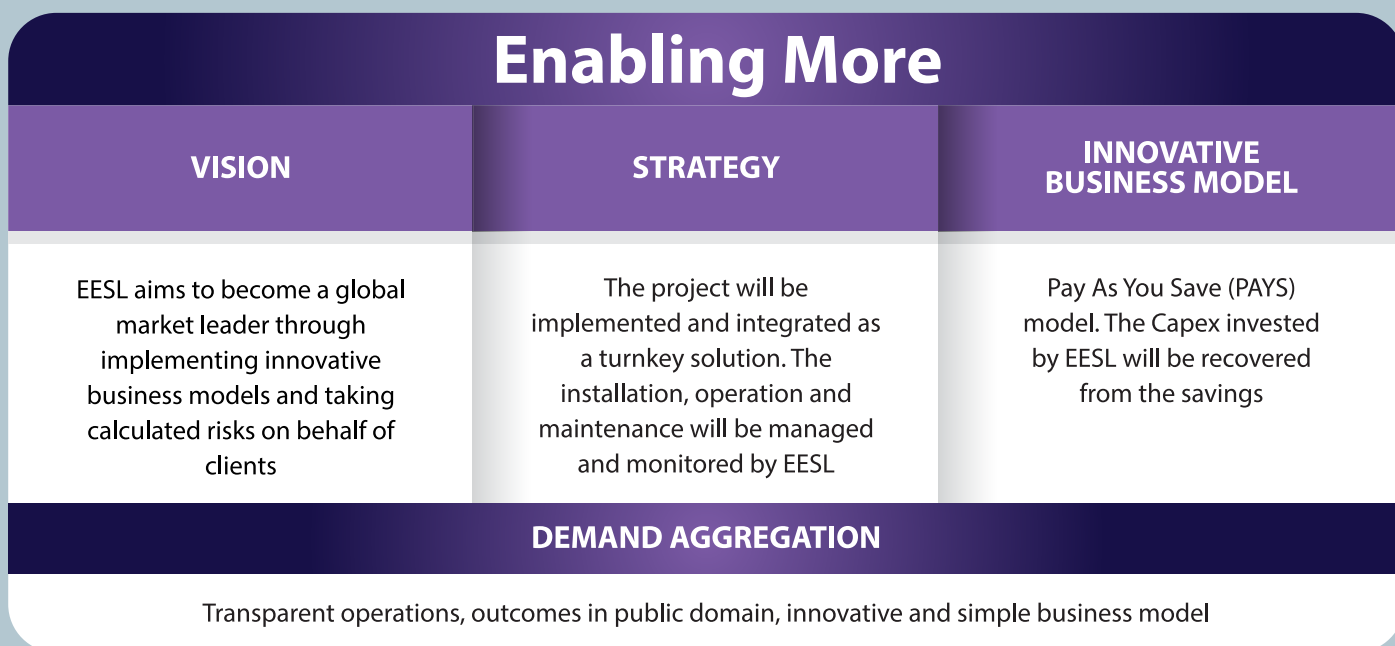 Enabling More
VISION
EESL aims to become a global
market leader through
implementing innovative
business models and taking
calculated risks on behalf of
clients
STRATEGY
The project will be
implemented and integrated as
a turnkey solution. The
installation, operation and
maintenance will be managed
and monitored by EESL
INNOVATIVE
BUSINESS MODEL
Pay As You Save (PAYS)
model. The Capex invested
by EESL will be recovered
from the savings
DEMAND AGGREGATION
Transparent operations, outcomes in public domain, innovative and simple business model